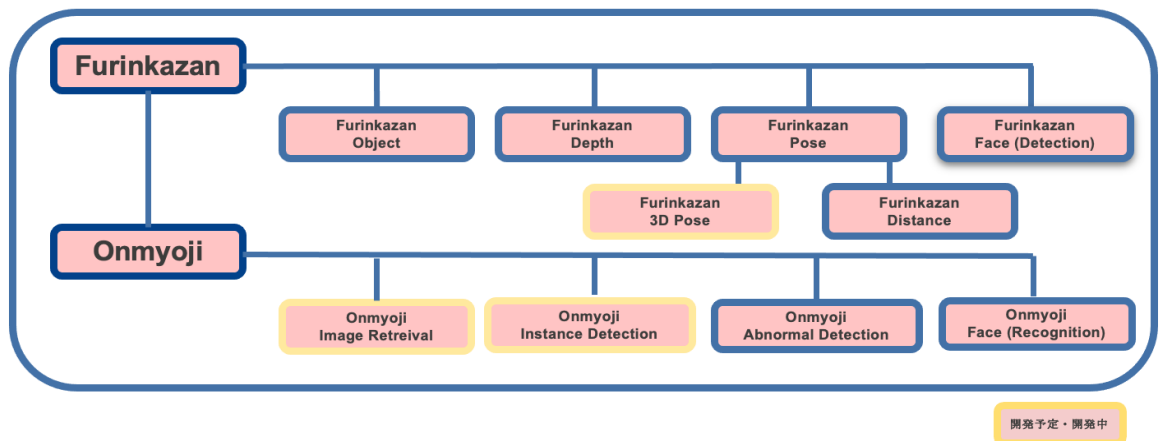 Furinkazan
Furinkazan
Object
Furinkazan
Depth
Furinkazan
Pose
Furinkazan
Face (Detection)
Furinkazan
3D Pose
Furinkazan
Distance
Onmyoji
Onmyoji
Image Retreival
Onmyoji
Instance Detection
Onmyoji
Abnormal Detection
Onmyoji
Face (Recognition)
開発予定・開発中